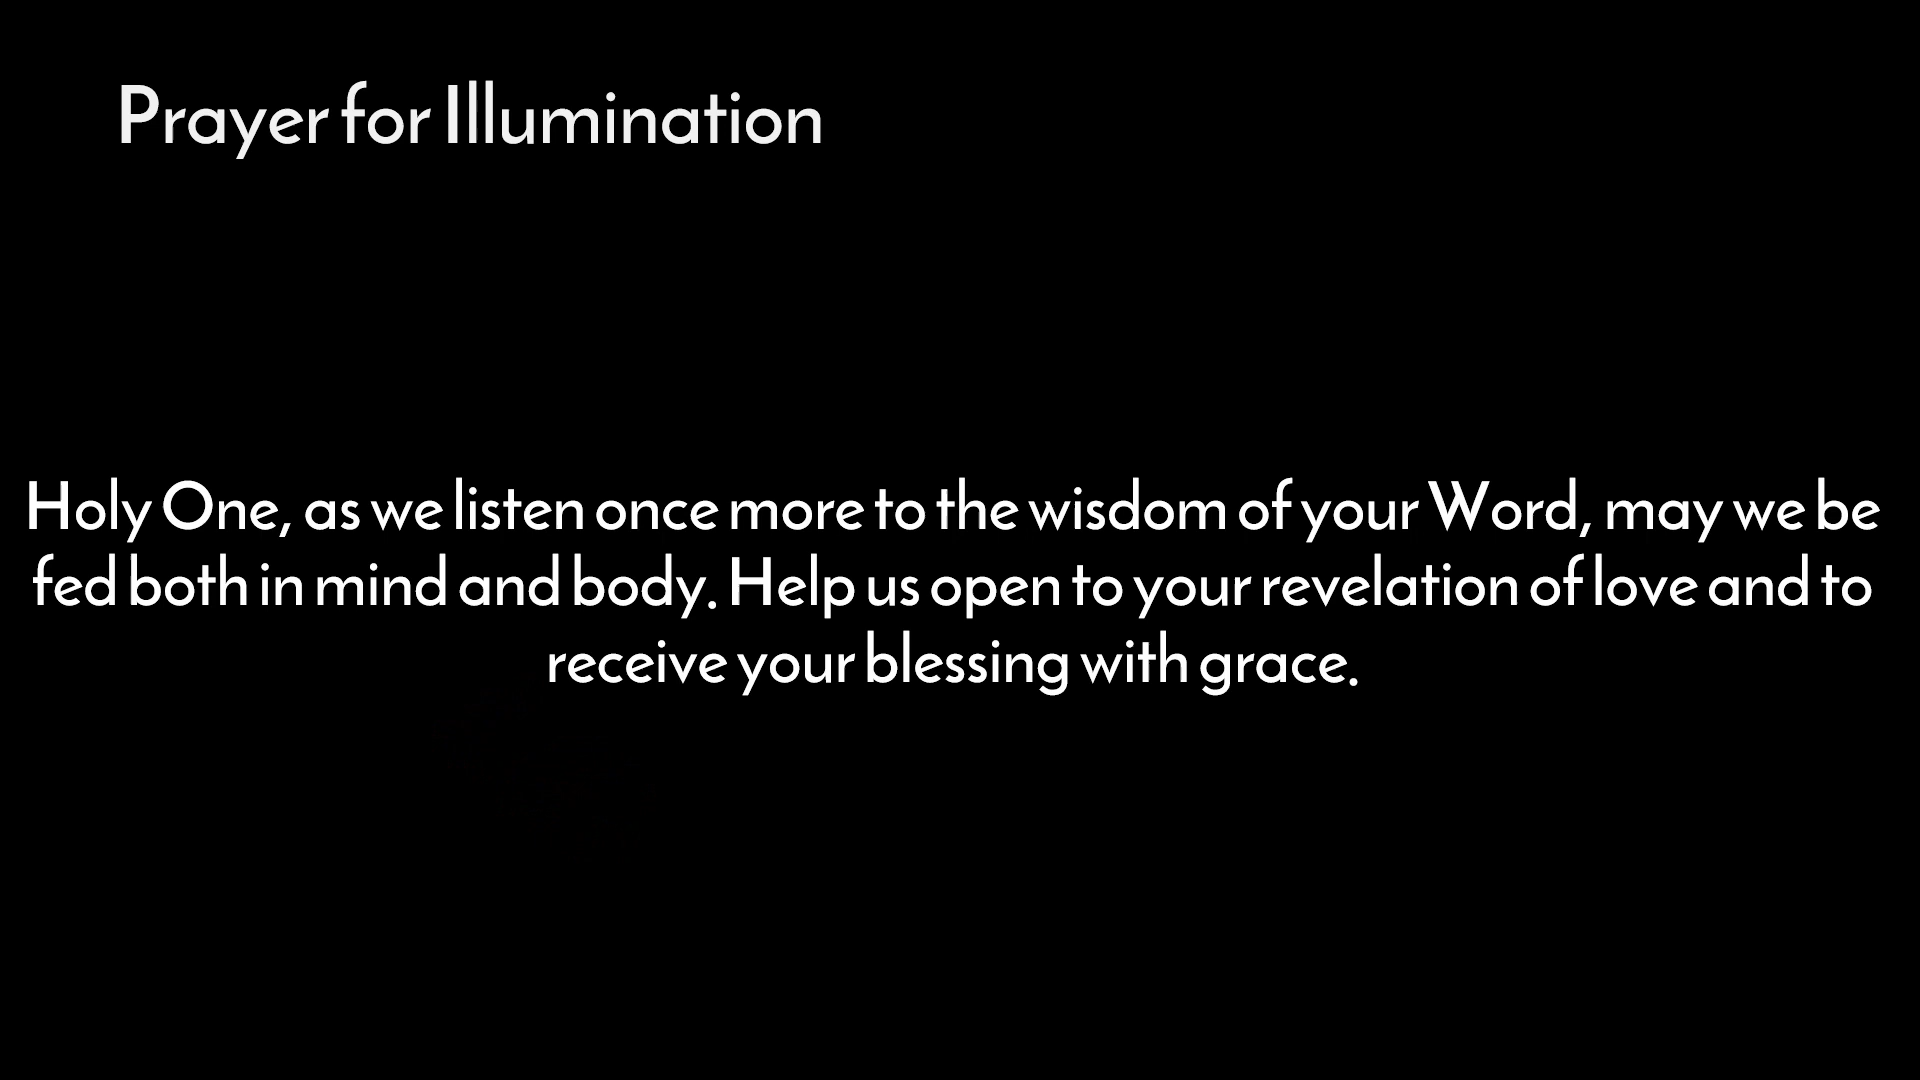 Prayer for Illumination
Holy One, as we listen once more to the wisdom of your Word, may we be
fed both in mind and body. Help us open to your revelation of love and to
receive your blessing with grace.